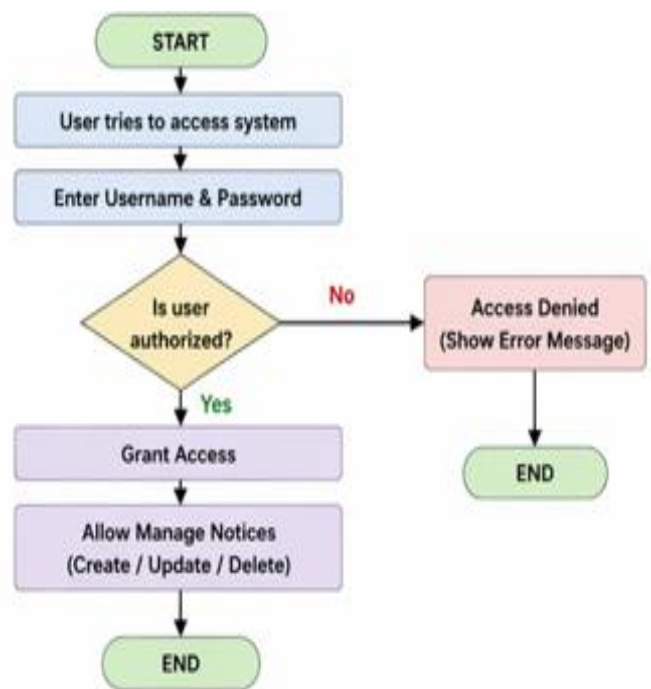 START
User tries to access system
Enter Username & Password
Is user
authorized?
No
Access Denied
(Show Error Message)
END
Yes
Grant Access
Allow Manage Notices
(Create / Update / Delete)
END